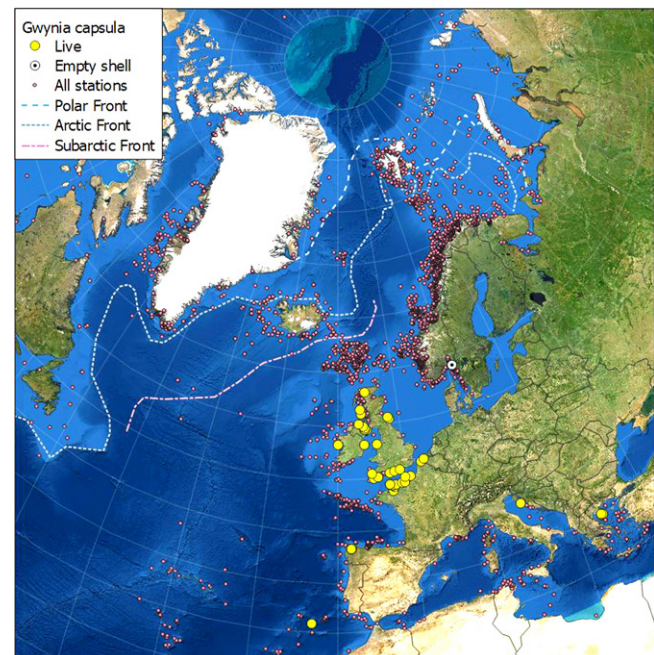 Gwynia capsula
Live
Empty shell
All stations
Polar Front
Arctic Front
Subarctic Front